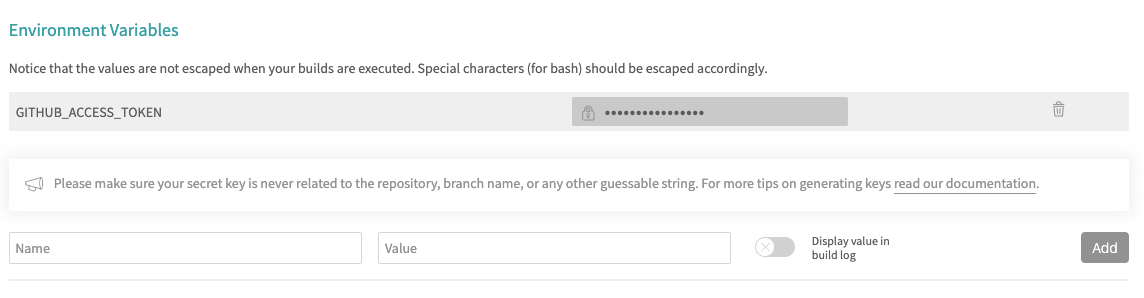 Environment Variables
Notice that the values are not escaped when your builds are executed. Special characters (for bash) should be escaped accordingly.
GITHUB_ACCESS_TOKEN ••••••••••••••••
Please make sure your secret key is never related to the repository, branch name, or any other guessable string. For more tips on generating keys read our documentation.
Name Value Display value in
build log Add